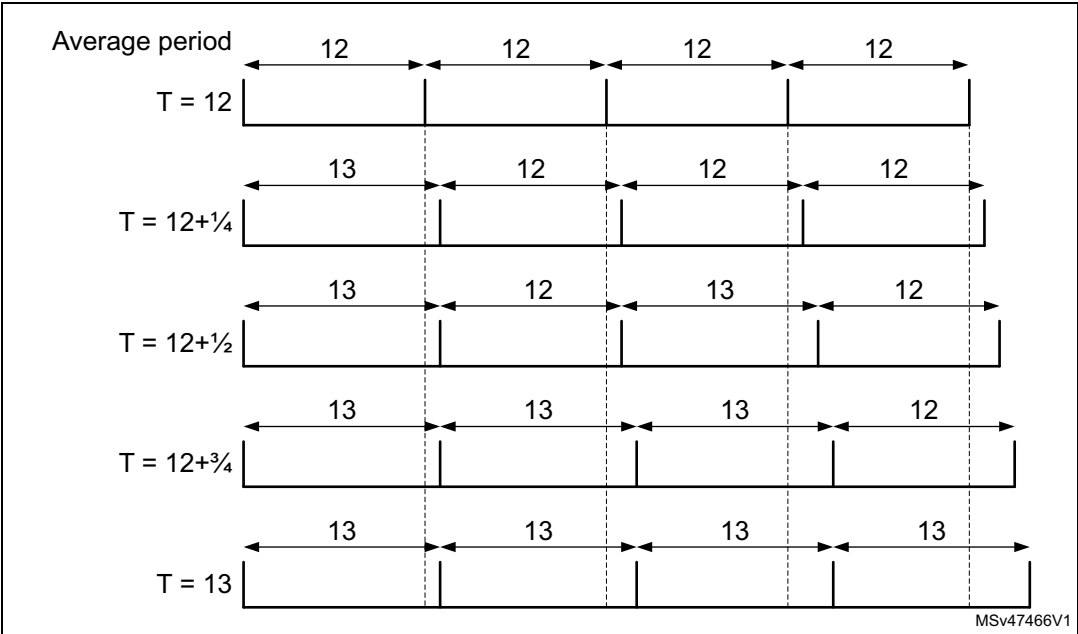 Average period
12 12 12 12
T = 12
13 12 12 12
T = 12+¼
13 12 13 12
T = 12+½
13 13 13 12
T = 12+¾
13 13 13 13
T = 13
MSv47466V1